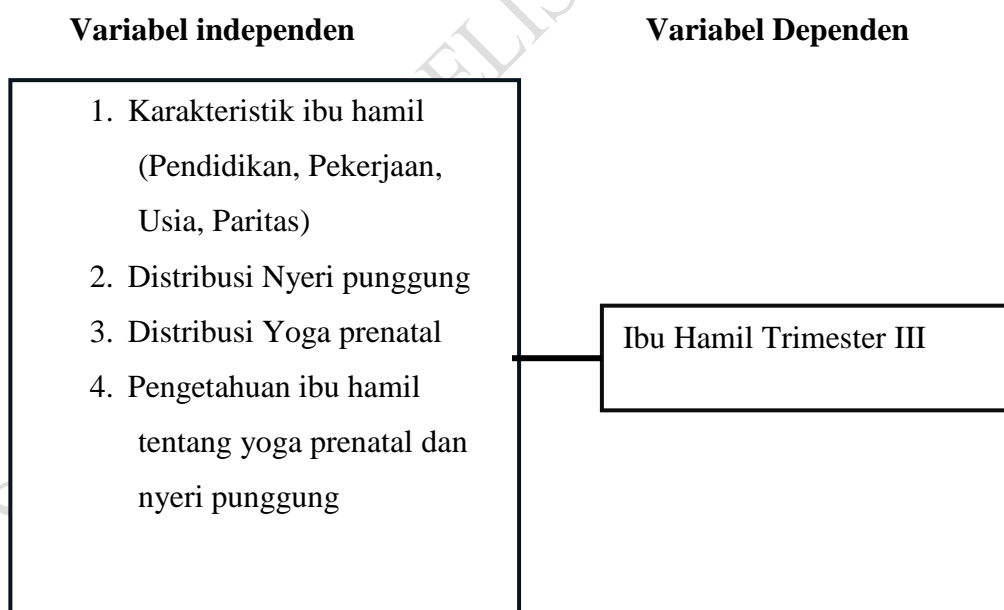 Variabel independen
Variabel Dependen
1. Karakteristik ibu hamil
(Pendidikan, Pekerjaan,
Usia, Paritas)
2. Distribusi Nyeri punggung
3. Distribusi Yoga prenatal
4. Pengetahuan ibu hamil
tentang yoga prenatal dan
nyeri punggung
Ibu Hamil Trimester III